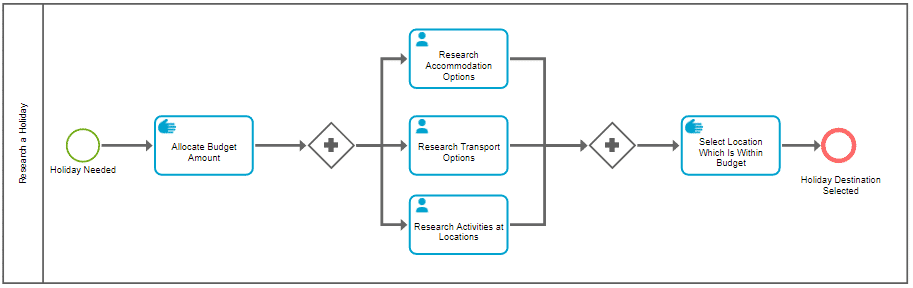 Research a Holiday
Holiday Needed
Allocate Budget
Amount
Research
Accommodation
Options
Research Transport
Options
Research Activities at
Locations
Select Location
Which Is Within
Budget
Holiday Destination
Selected